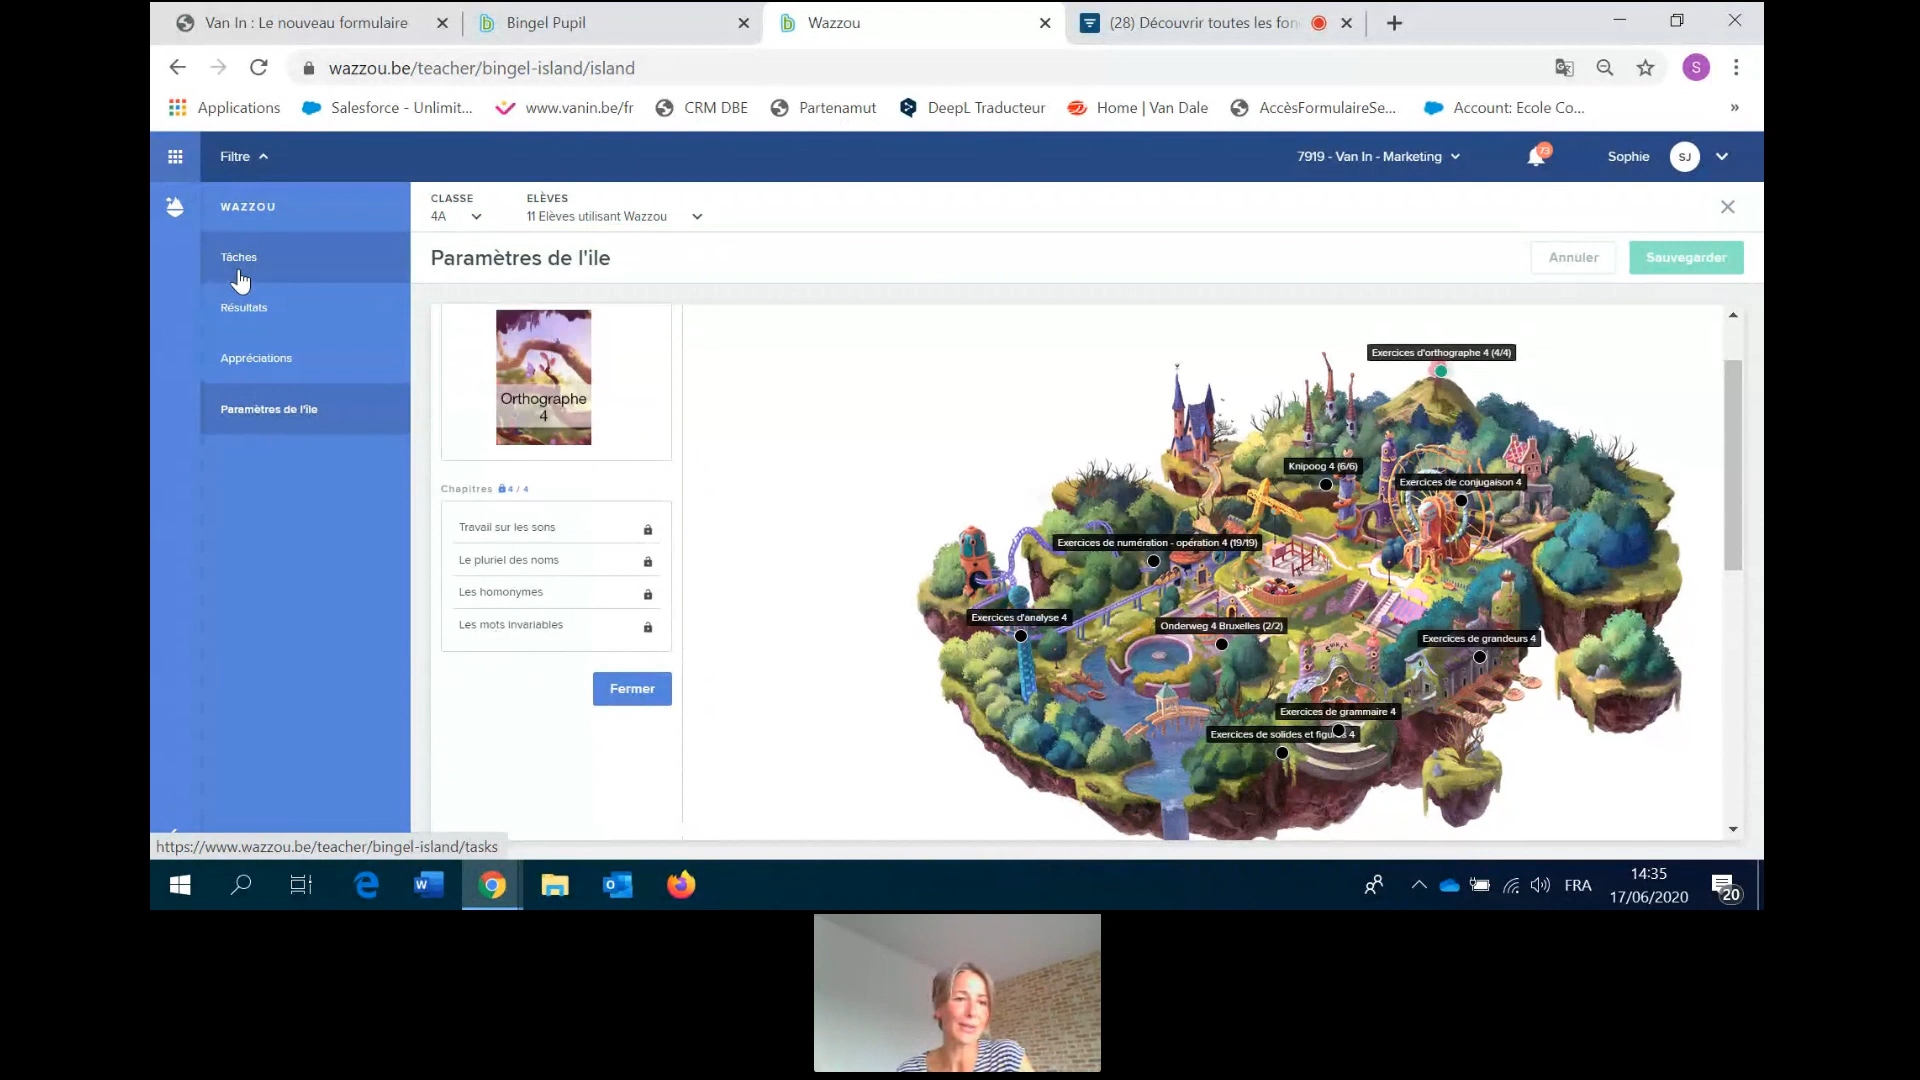 Van In : Le nouveau formulaire
Bingel Pupil
Wazzou
(28) Découvrir toutes les fon
wazzou.be/teacher/bingel-island/island
S
Applications
Salesforce - Unlimit...
www.vanin.be/fr
CRM DBE
Partenamut
DeepL Traducteur
Home | Van Dale
AccèsFormulaireSe...
Account: Ecole Co...
»
Filtre
7919 - Van In - Marketing
73
Sophie
SJ
WAZZOU
Tâches
Résultats
Appréciations
Paramètres de l'île
CLASSE
4A
ELÈVES
11 Elèves utilisant Wazzou
Paramètres de l'ile
Annuler
Sauvegarder
Orthographe
4
Chapitres 4 / 4
Travail sur les sons
Le pluriel des noms
Les homonymes
Les mots invariables
Fermer
Exercices d'orthographe 4 (4/4)
Knipoog 4 (6/6)
Exercices de conjugaison 4
Exercices de numération - opération 4 (19/19)
Exercices d'analyse 4
Onderweg 4 Bruxelles (2/2)
Exercices de grandeurs 4
Exercices de grammaire 4
Exercices de solides et figures 4
https://www.wazzou.be/teacher/bingel-island/tasks
FRA
14:35
17/06/2020
20